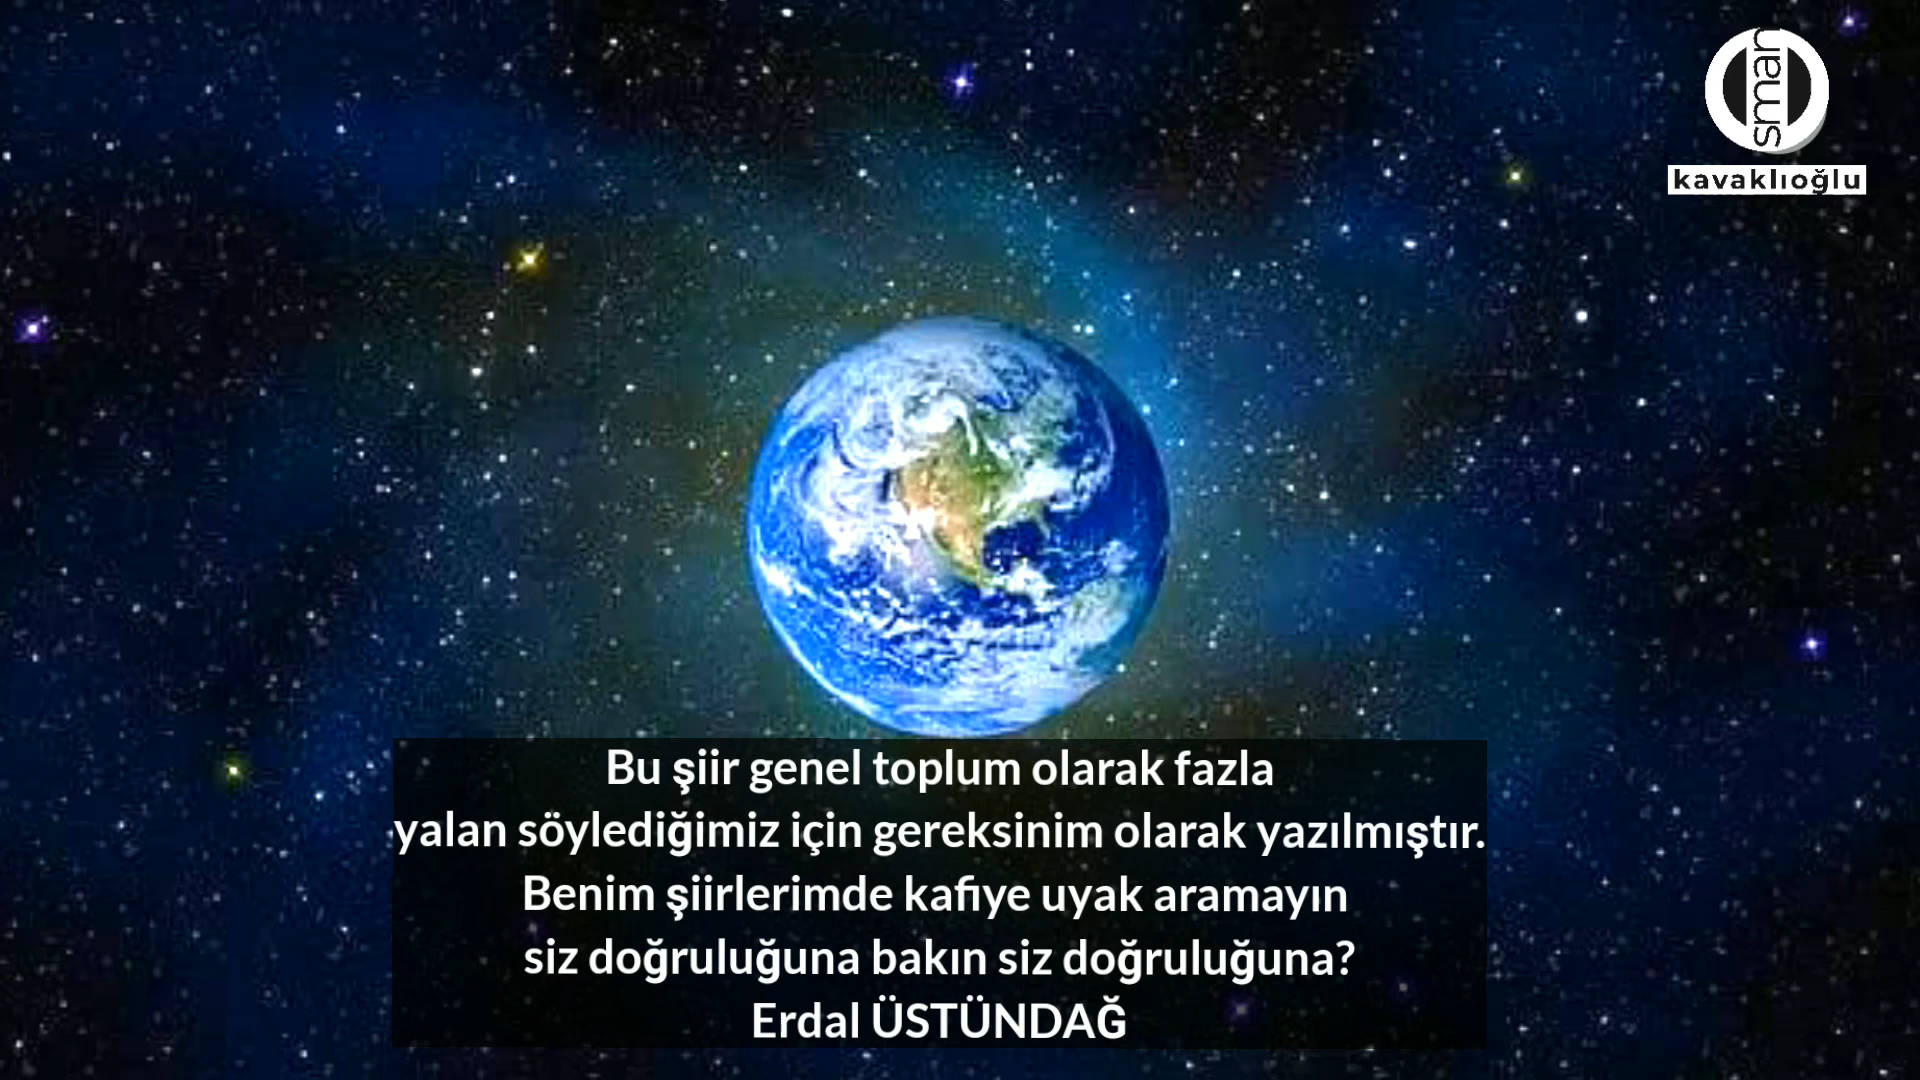 Osman
kavaklıoğlu
Bu şiir genel toplum olarak fazla
yalan söylediğimiz için gereksinim olarak yazılmıştır.
Benim şiirlerimde kafiye uyak aramayın
siz doğruluğuna bakın siz doğruluğuna?
Erdal ÜSTÜNDAĞ